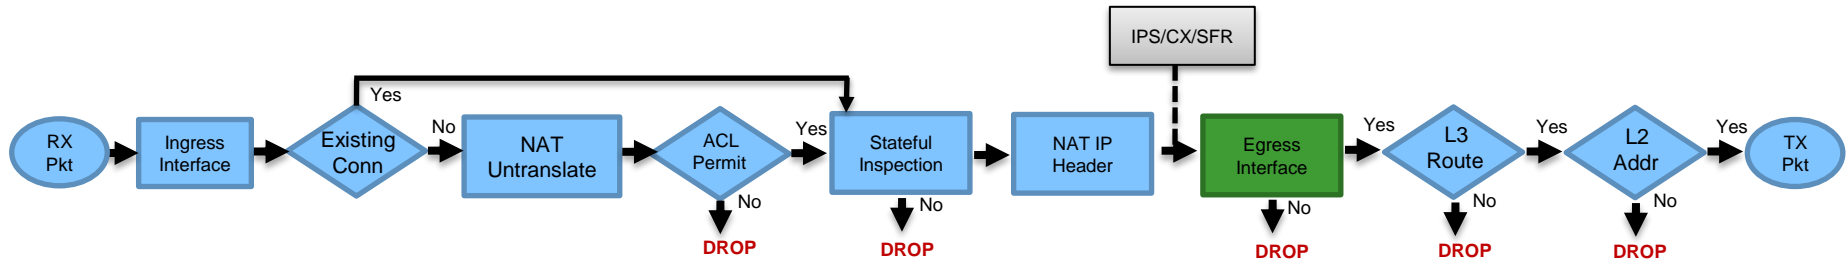 IPS/CX/SFR
RX
Pkt
Ingress
Interface
Existing
Conn
Yes
No
NAT
Untranslate
ACL
Permit
Yes
No
DROP
Stateful
Inspection
No
DROP
NAT IP
Header
Egress
Interface
Yes
No
DROP
L3
Route
Yes
No
DROP
L2
Addr
Yes
No
DROP
TX
Pkt